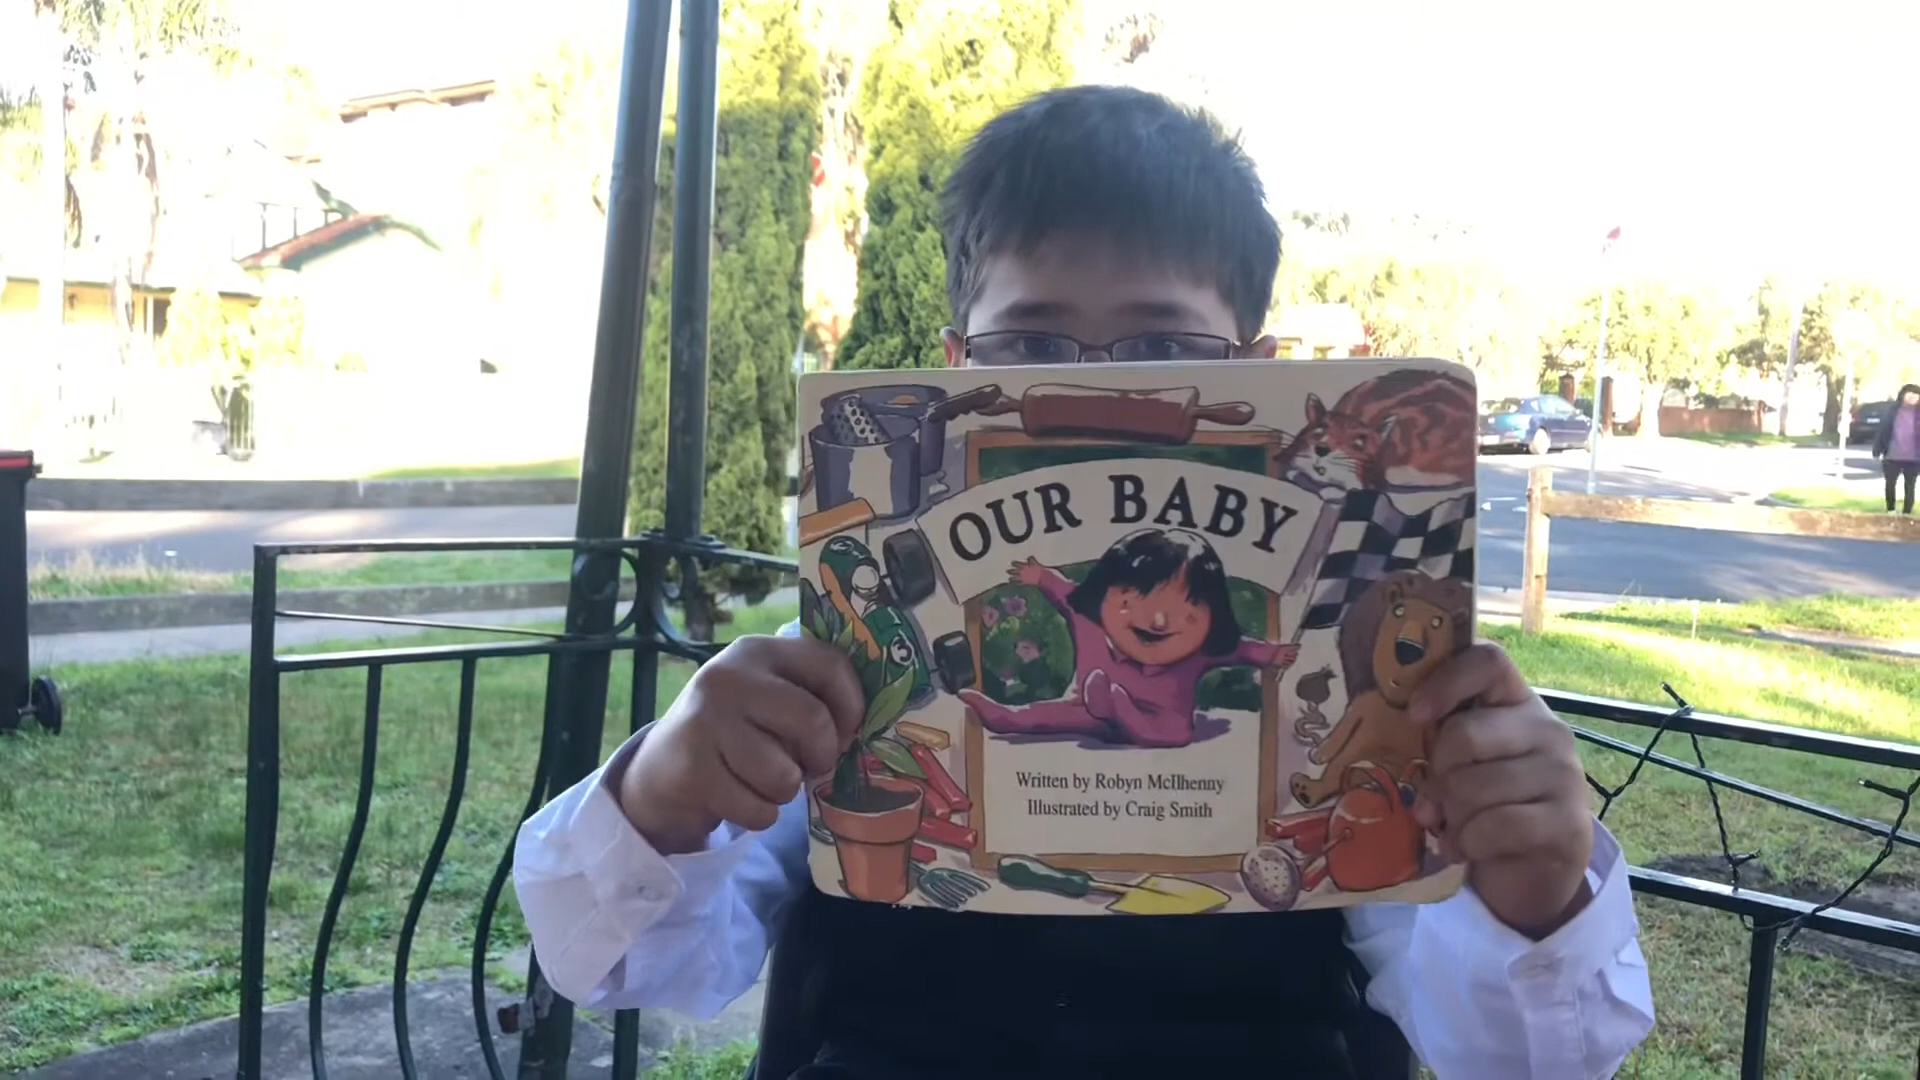 OUR BABY
Written by Robyn McIlhenny
Illustrated by Craig Smith